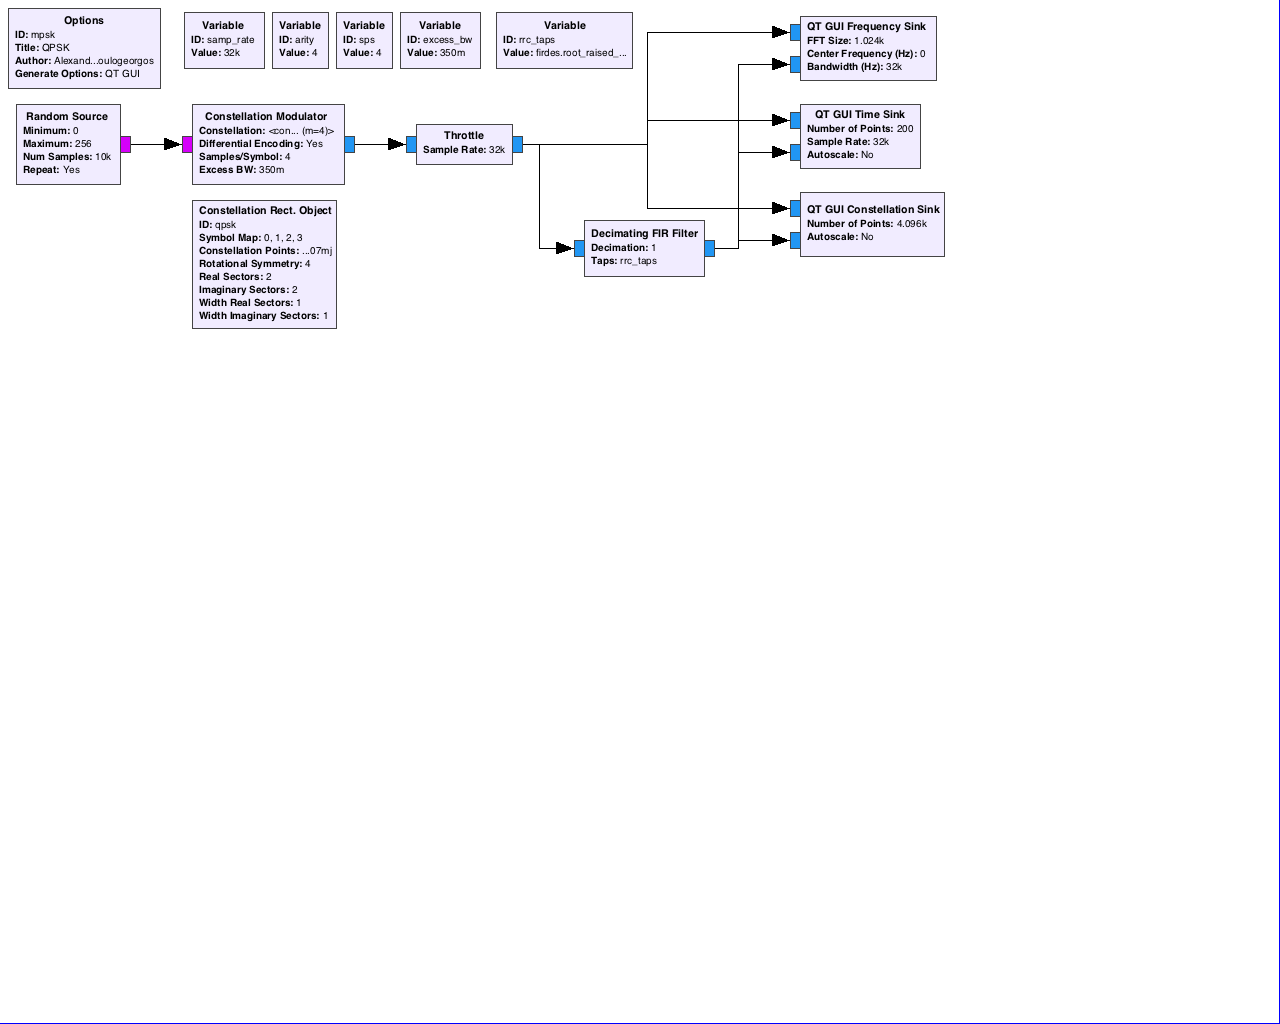 Options
ID: mpsk
Title: QPSK
Author: Alexand...oulogeorgos
Generate Options: QT GUI
Variable
ID: samp_rate
Value: 32k
Variable
ID: arity
Value: 4
Variable
ID: sps
Value: 4
Variable
ID: excess_bw
Value: 350m
Variable
ID: rrc_taps
Value: firdes.root_raised_...
QT GUI Frequency Sink
FFT Size: 1.024k
Center Frequency (Hz): 0
Bandwidth (Hz): 32k
Random Source
Minimum: 0
Maximum: 256
Num Samples: 10k
Repeat: Yes
Constellation Modulator
Constellation: <con... (m=4)>
Differential Encoding: Yes
Samples/Symbol: 4
Excess BW: 350m
Throttle
Sample Rate: 32k
QT GUI Time Sink
Number of Points: 200
Sample Rate: 32k
Autoscale: No
Constellation Rect. Object
ID: qpsk
Symbol Map: 0, 1, 2, 3
Constellation Points: ...07mj
Rotational Symmetry: 4
Real Sectors: 2
Imaginary Sectors: 2
Width Real Sectors: 1
Width Imaginary Sectors: 1
Decimating FIR Filter
Decimation: 1
Taps: rrc_taps
QT GUI Constellation Sink
Number of Points: 4.096k
Autoscale: No